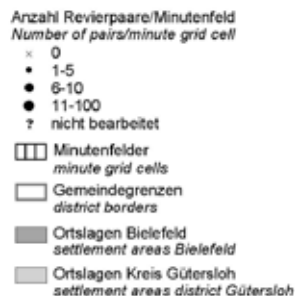 Anzahl Revierpaare/Minutenfeld
Number of pairs/minute grid cell
× 0
• 1-5
● 6-10
● 11-100
? nicht bearbeitet
Minutenfelder
minute grid cells
Gemeindegrenzen
district borders
Ortslagen Bielefeld
settlement areas Bielefeld
Ortslagen Kreis Gütersloh
settlement areas district Gütersloh